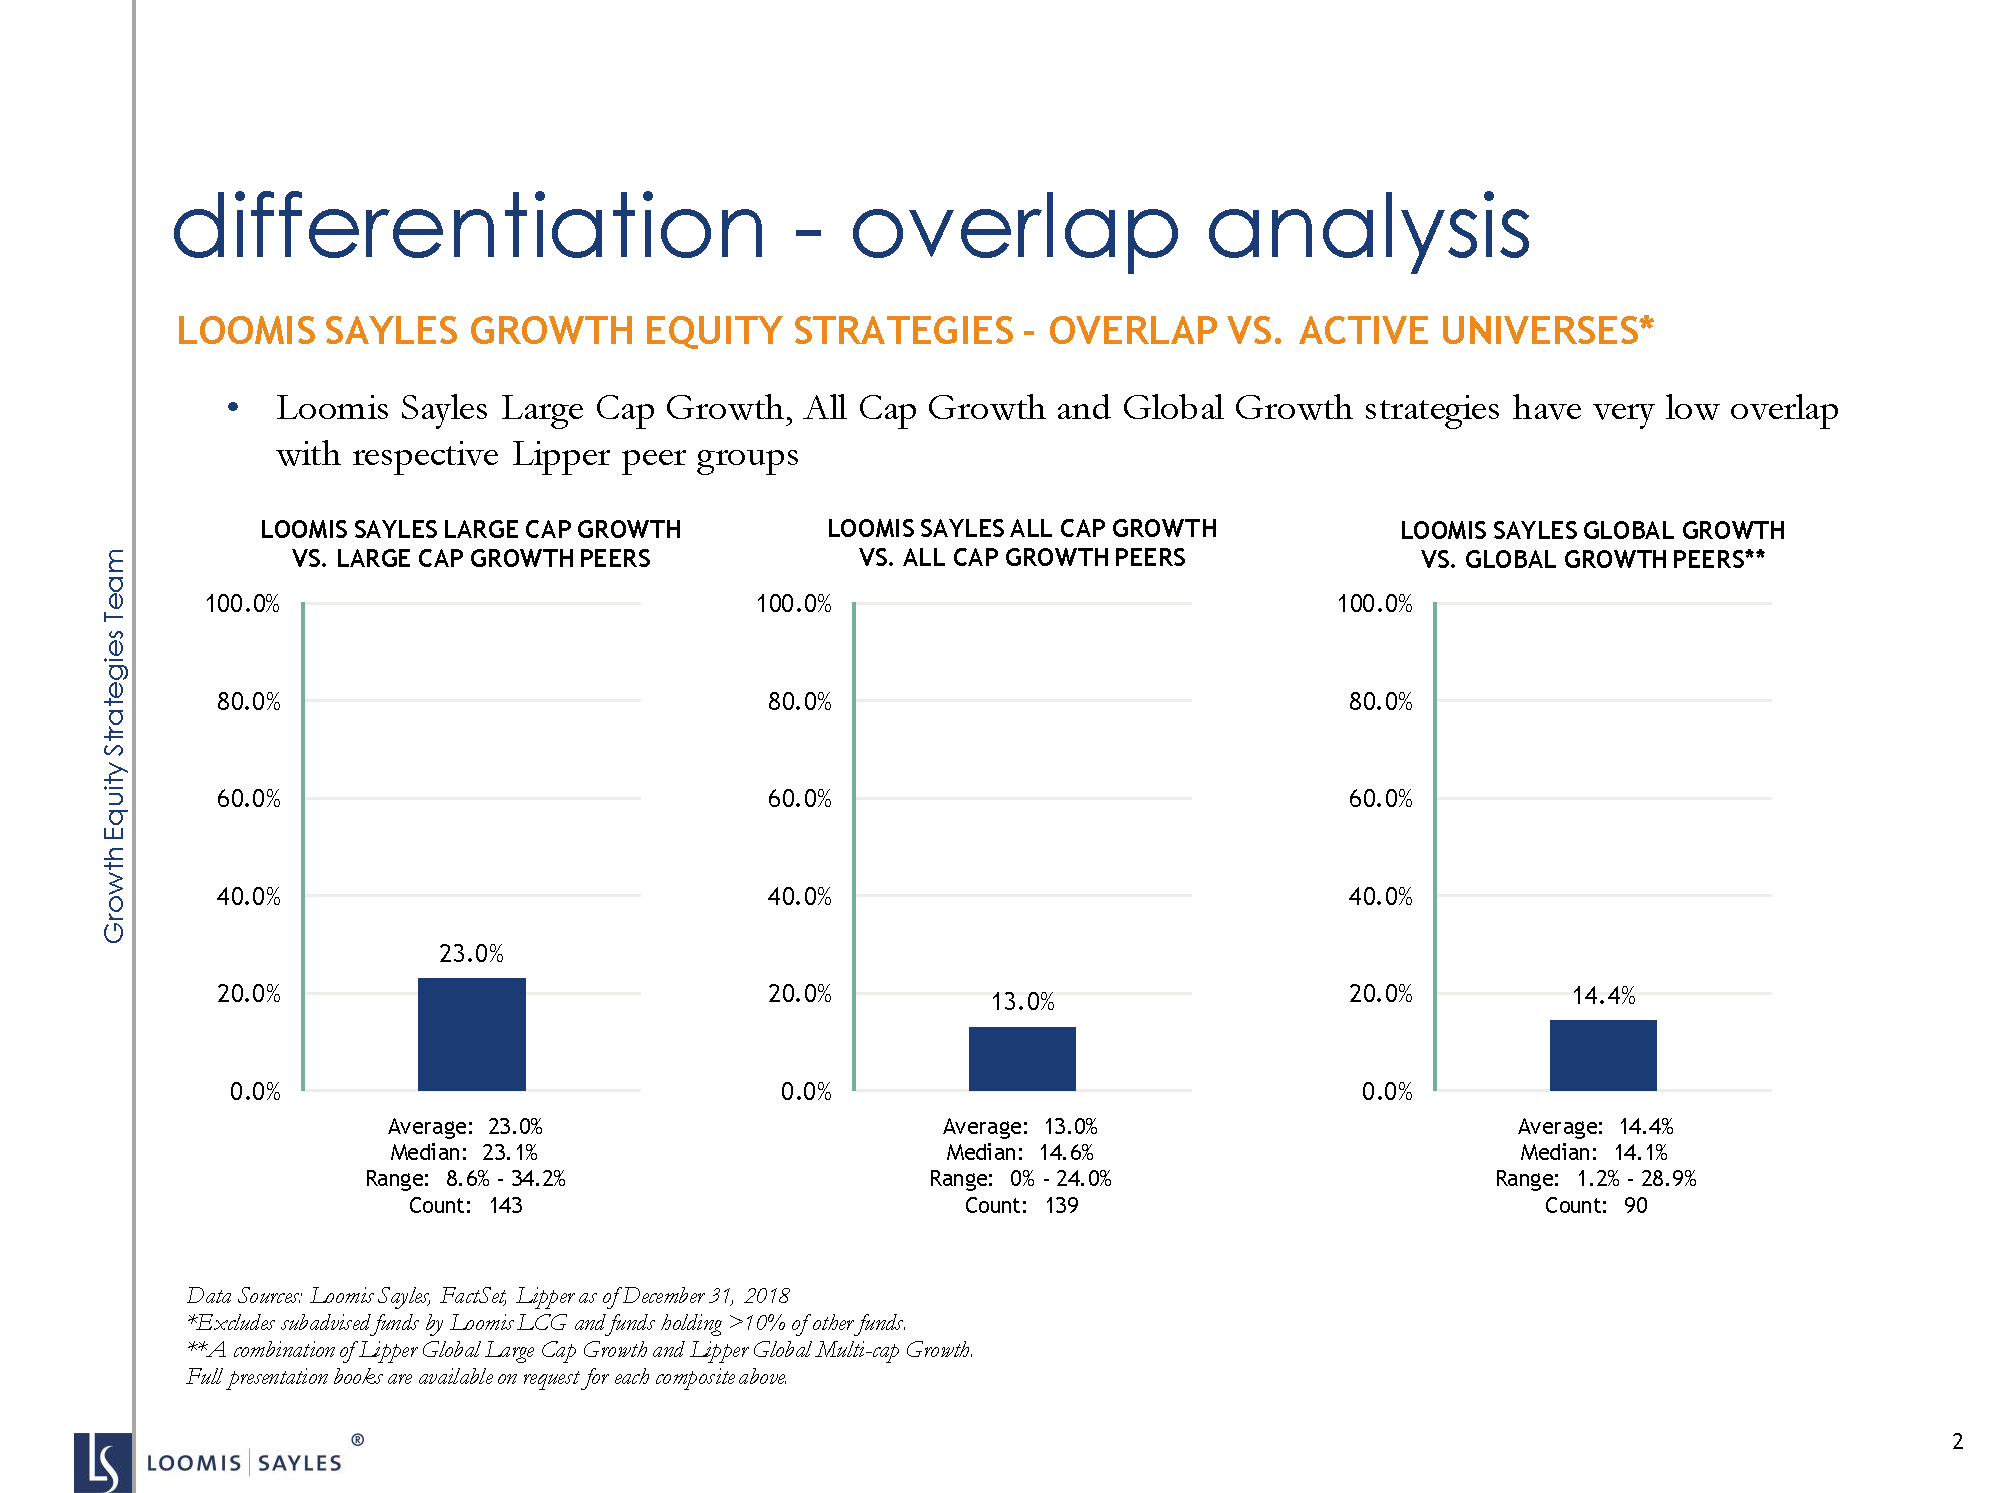 differentiation - overlap analysis
LOOMIS SAYLES GROWTH EQUITY STRATEGIES - OVERLAP VS. ACTIVE UNIVERSES*
• Loomis Sayles Large Cap Growth, All Cap Growth and Global Growth strategies have very low overlap
with respective Lipper peer groups
Growth Equity Strategies Team
LOOMIS SAYLES LARGE CAP GROWTH
VS. LARGE CAP GROWTH PEERS
100.0%
80.0%
60.0%
40.0%
20.0%
0.0%
23.0%
Average: 23.0%
Median: 23.1%
Range: 8.6% - 34.2%
Count: 143
LOOMIS SAYLES ALL CAP GROWTH
VS. ALL CAP GROWTH PEERS
100.0%
80.0%
60.0%
40.0%
20.0%
0.0%
13.0%
Average: 13.0%
Median: 14.6%
Range: 0% - 24.0%
Count: 139
LOOMIS SAYLES GLOBAL GROWTH
VS. GLOBAL GROWTH PEERS**
100.0%
80.0%
60.0%
40.0%
20.0%
0.0%
14.4%
Average: 14.4%
Median: 14.1%
Range: 1.2% - 28.9%
Count: 90
Data Sources: Loomis Sayles, FactSet, Lipper as of December 31, 2018
*Excludes subadvised funds by Loomis LCG and funds holding >10% of other funds.
**A combination of Lipper Global Large Cap Growth and Lipper Global Multi-cap Growth.
Full presentation books are available on request for each composite above.
LS LOOMIS | SAYLES ®
2